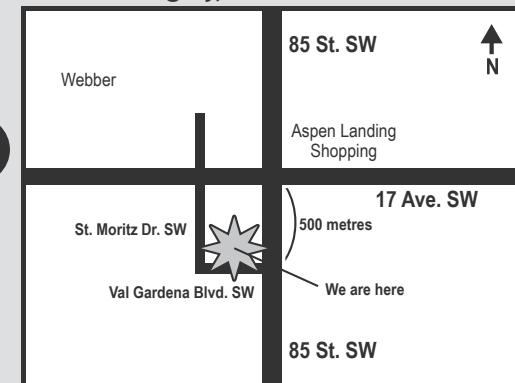 85 St. SW
N
Webber
Aspen Landing
Shopping
17 Ave. SW
St. Moritz Dr. SW
500 metres
Val Gardena Blvd. SW
We are here
85 St. SW